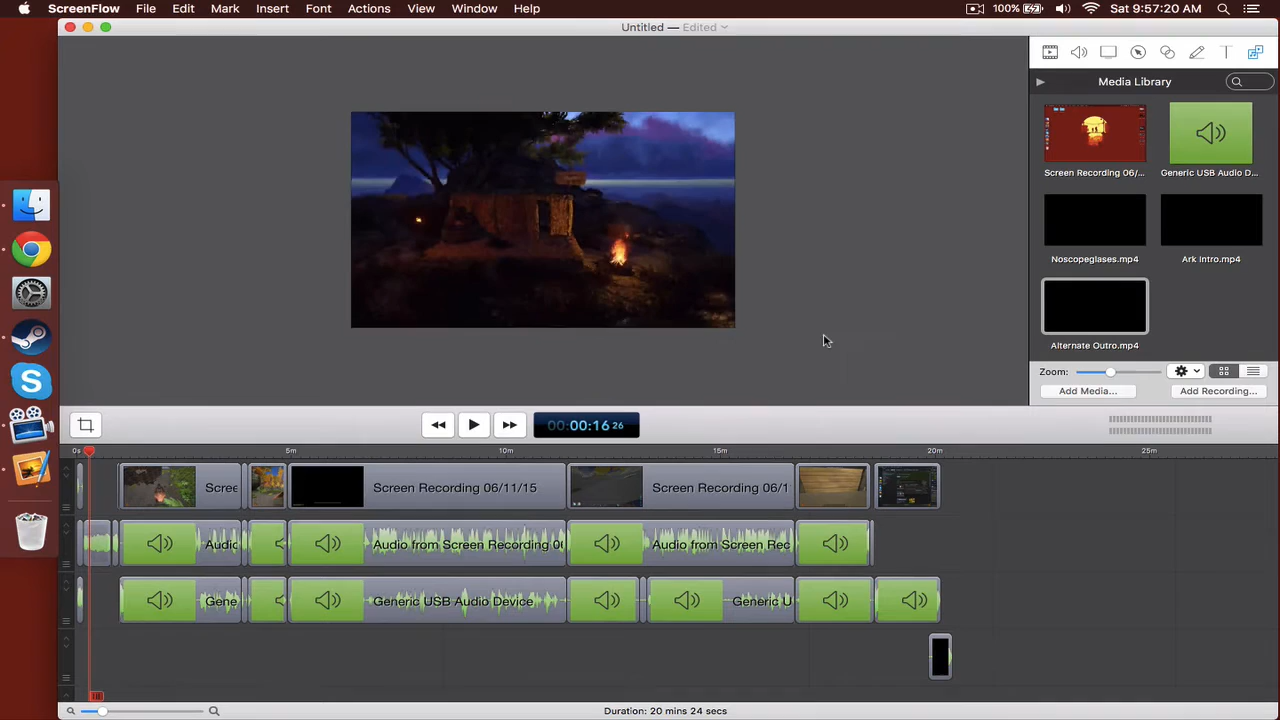 ScreenFlow File Edit Mark Insert Font Actions View Window Help 100% Sat 9:57:20 AM
Untitled — Edited
Media Library
Screen Recording 06/... Generic USB Audio D...
Noscopeglases.mp4 Ark Intro.mp4
Alternate Outro.mp4
Zoom:
Add Media... Add Recording...
00:00:16 26
0s 5m 10m 15m 20m 25m
Scree Screen Recording 06/11/15 Screen Recording 06/1
Audio Audio from Screen Recording 06 Audio from Screen Rec
Gene Generic USB Audio Device Generic U
Duration: 20 mins 24 secs